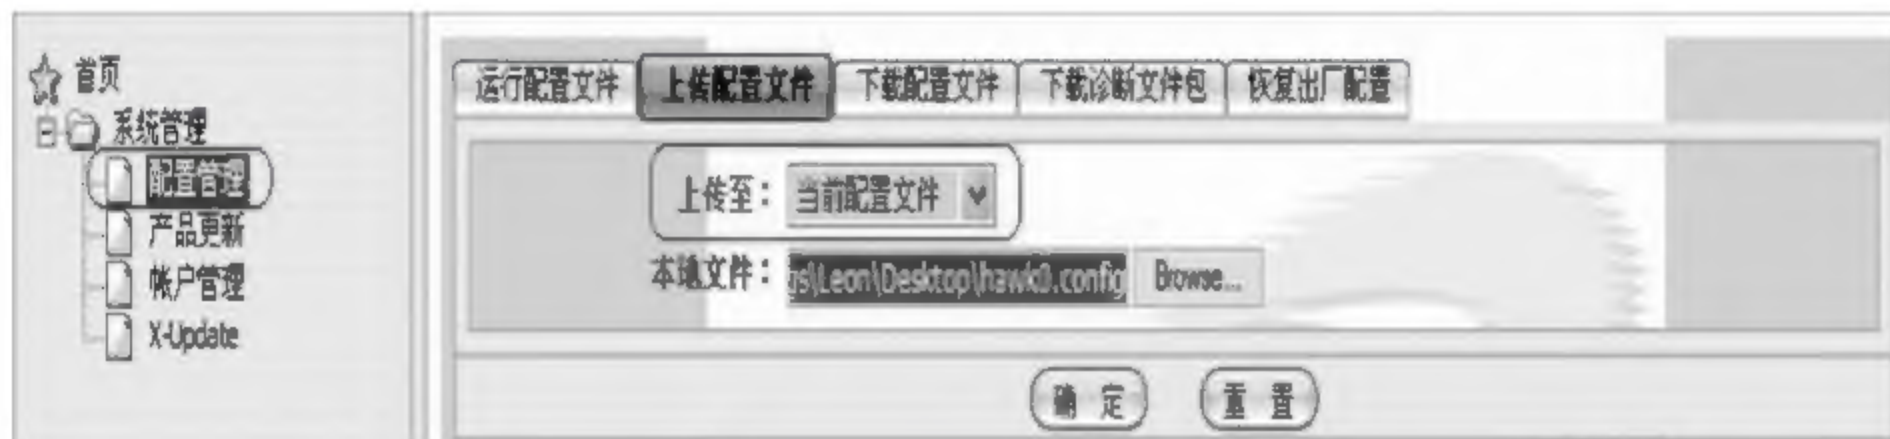 首页
系统管理
配置管理
产品更新
帐户管理
X-Update
运行配置文件 上传配置文件 下载配置文件 下载诊断文件包 恢复出厂配置
上传至： 当前配置文件
本地文件： gs\Leon\Desktop\hawk0.config Browse...
确 定 重 置